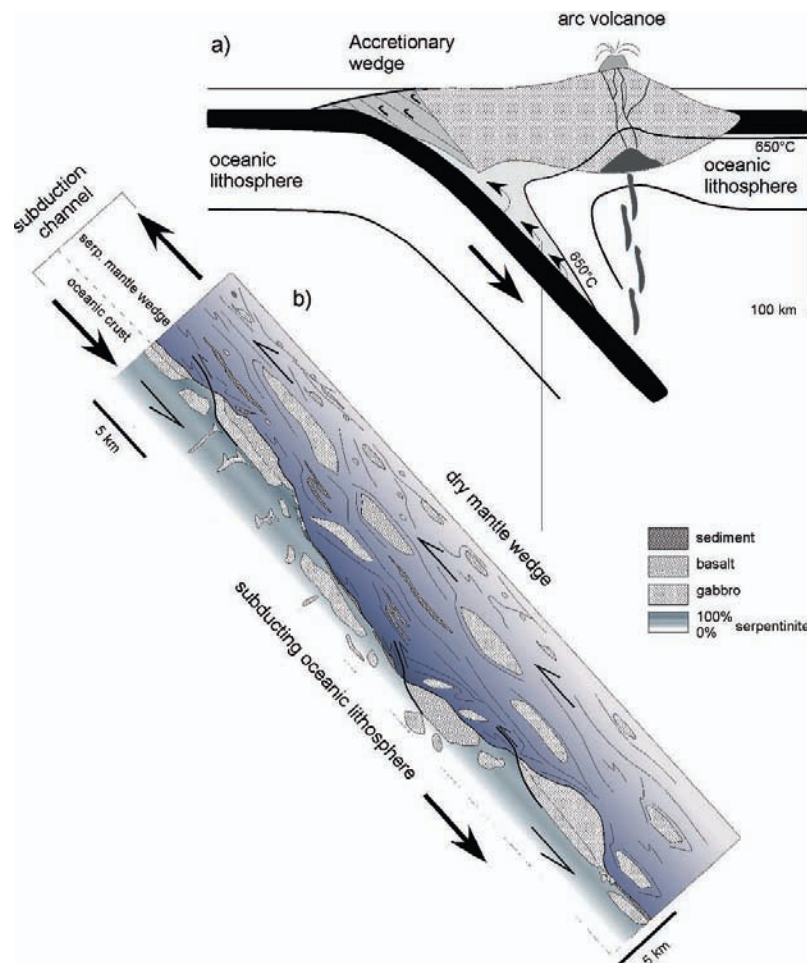 a)
Accretionary
wedge
arc volcanoe
650°C
oceanic
lithosphere
oceanic
lithosphere
650°C
100 km
subduction
channel
serp. mantle wedge
oceanic crust
b)
5 km
dry mantle wedge
subducting oceanic lithosphere
5 km
sediment
basalt
gabbro
100%
0% serpentinite